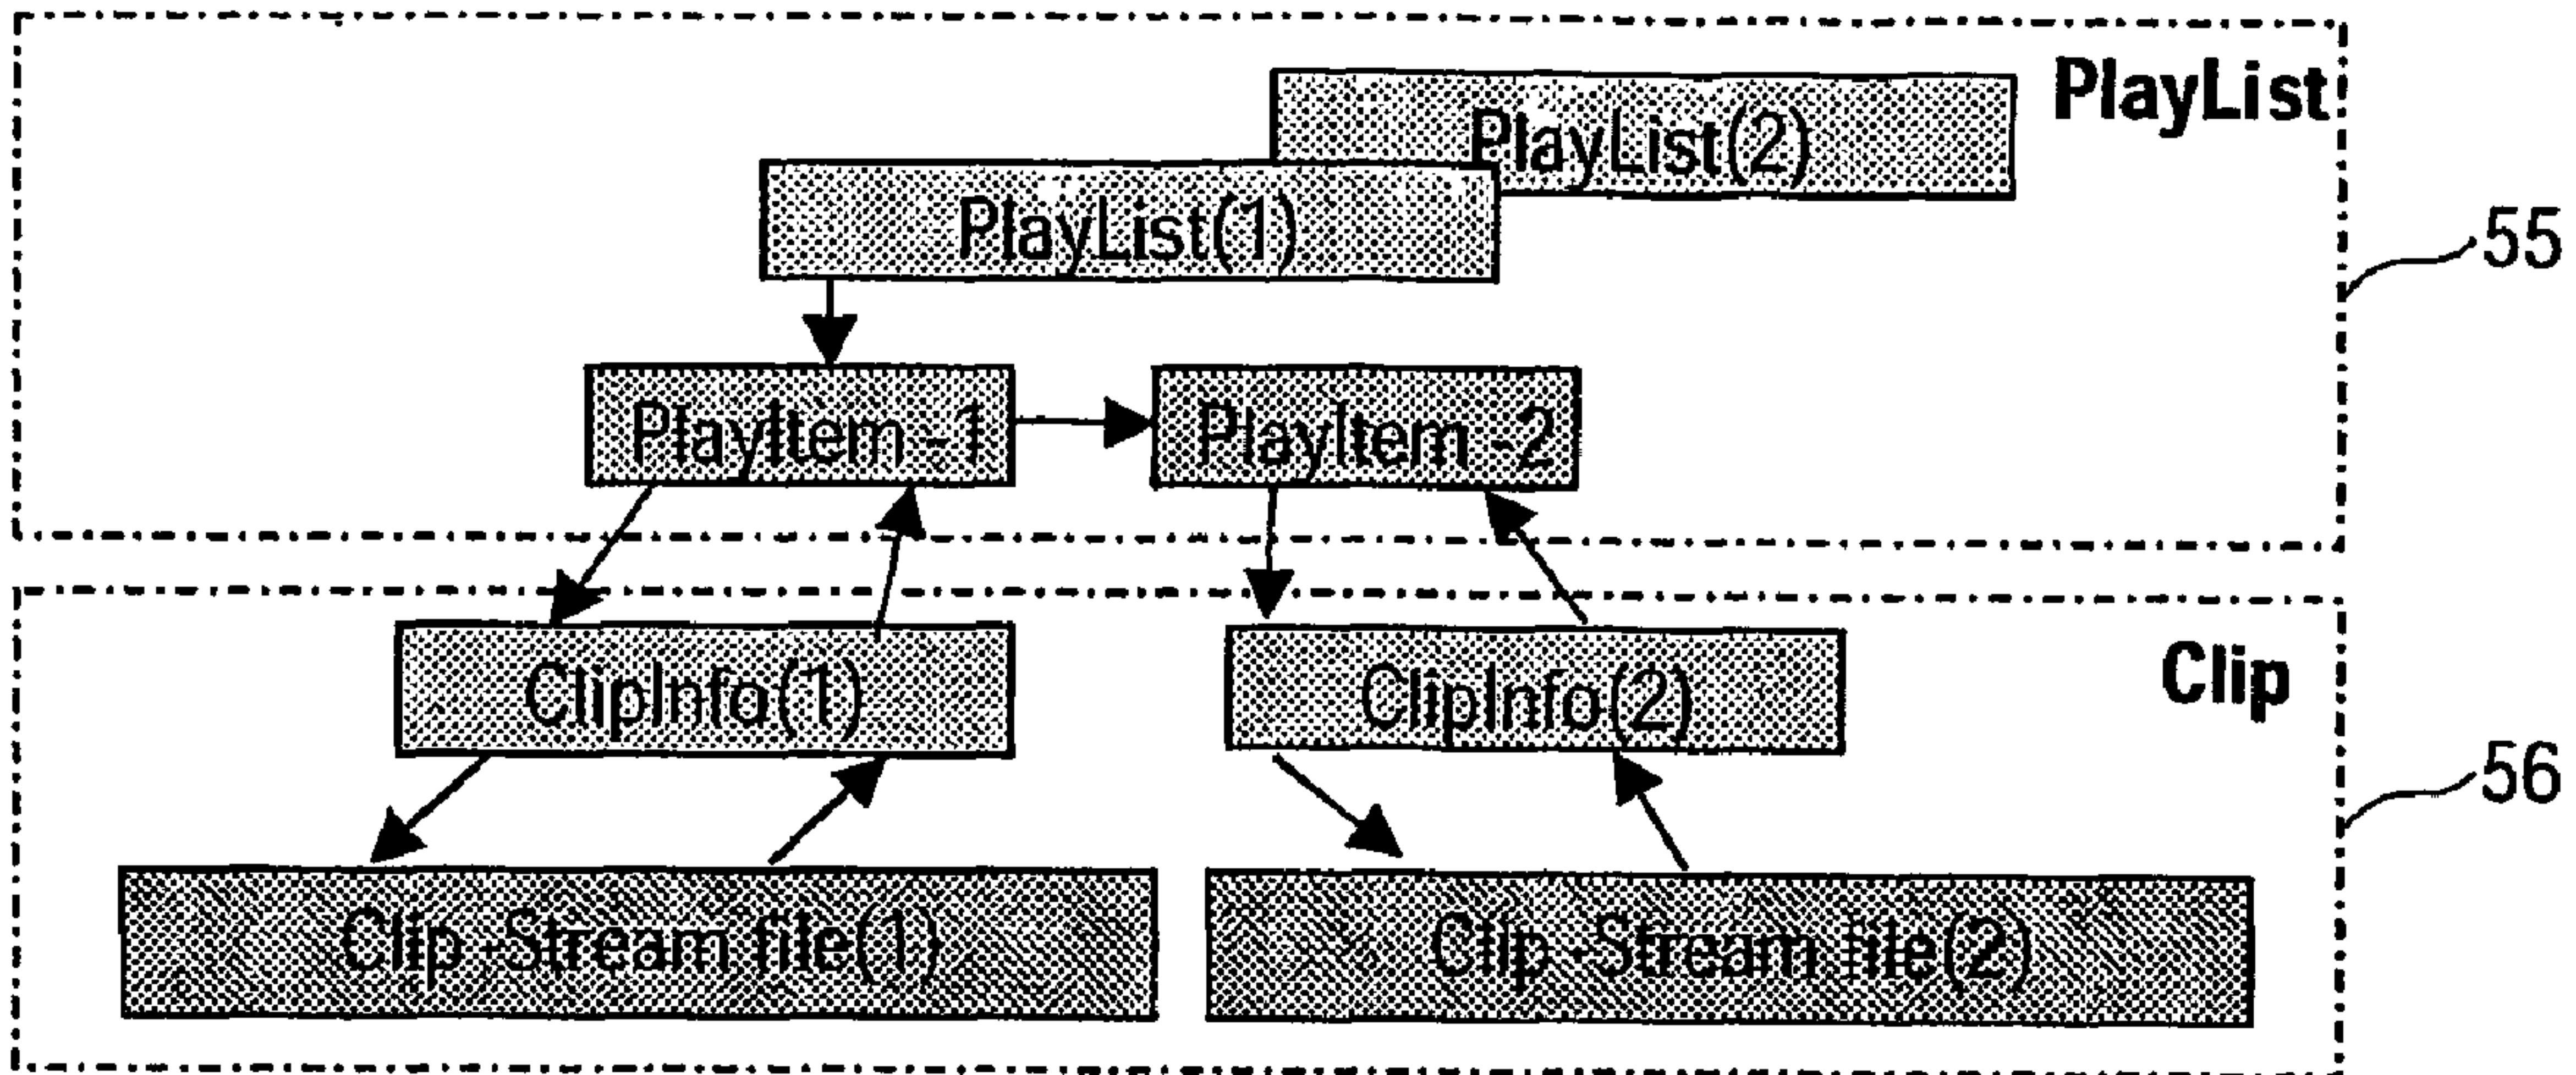 PlayList
PlayList(2)
PlayList(1)
55
PlayItem -1
PlayItem -2
Clip
ClipInfo(1)
ClipInfo(2)
56
Clip -Stream file(1)
Clip -Stream file(2)